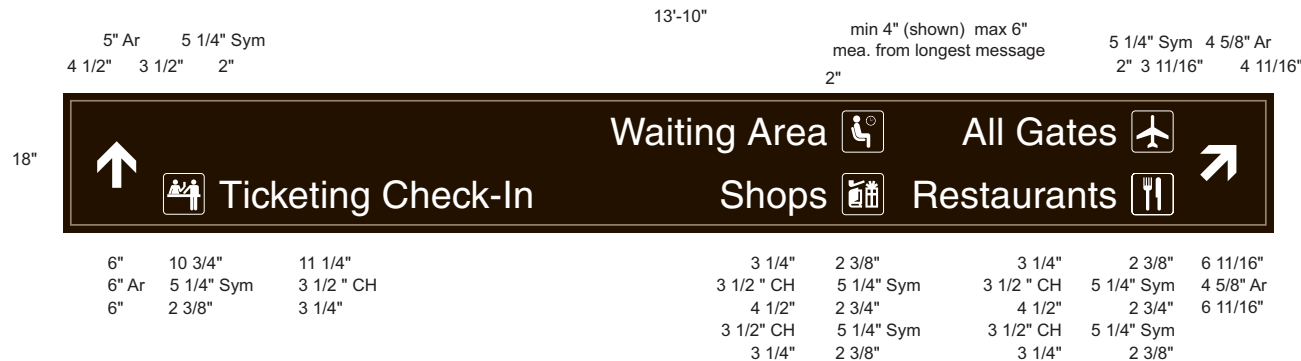 13'-10"
min 4" (shown) max 6"
5" Ar 5 1/4" Sym mea. from longest message 5 1/4" Sym 4 5/8" Ar
4 1/2" 3 1/2" 2" 2" 2" 3 11/16" 4 11/16"
18"
Waiting Area All Gates
Ticketing Check-In Shops Restaurants
6" 10 3/4" 11 1/4" 3 1/4" 2 3/8" 3 1/4" 2 3/8" 6 11/16"
6" Ar 5 1/4" Sym 3 1/2 " CH 3 1/2 " CH 5 1/4" Sym 3 1/2 " CH 5 1/4" Sym 4 5/8" Ar
6" 2 3/8" 3 1/4" 4 1/2" 2 3/4" 4 1/2" 2 3/4" 6 11/16"
3 1/2" CH 5 1/4" Sym 3 1/2" CH 5 1/4" Sym
3 1/4" 2 3/8" 3 1/4" 2 3/8"